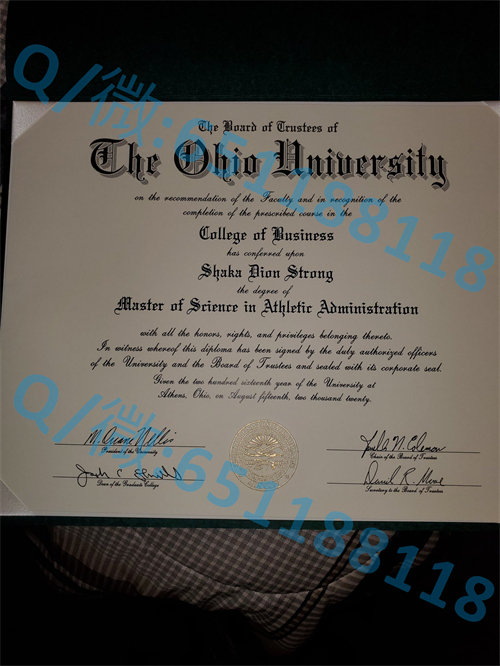 Q/微:651188118
The Board of Trustees of
The Ohio University
on the recommendation of the Faculty and in recognition of the
completion of the prescribed course in the
College of Business
has conferred upon
Shaka Dion Strong
the degree of
Master of Science in Athletic Administration
with all the honors, rights, and privileges belonging thereto.
In witness whereof this diploma has been signed by the duly authorized officers
of the University and the Board of Trustees and sealed with its corporate seal.
Given the two hundred sixteenth year of the University at
Athens, Ohio, on August fifteenth, two thousand twenty.
Q/微:651188118
M. Duane Nellis
President of the University
Chair of the Board of Trustees
Dean of the Graduate College
Secretary to the Board of Trustees